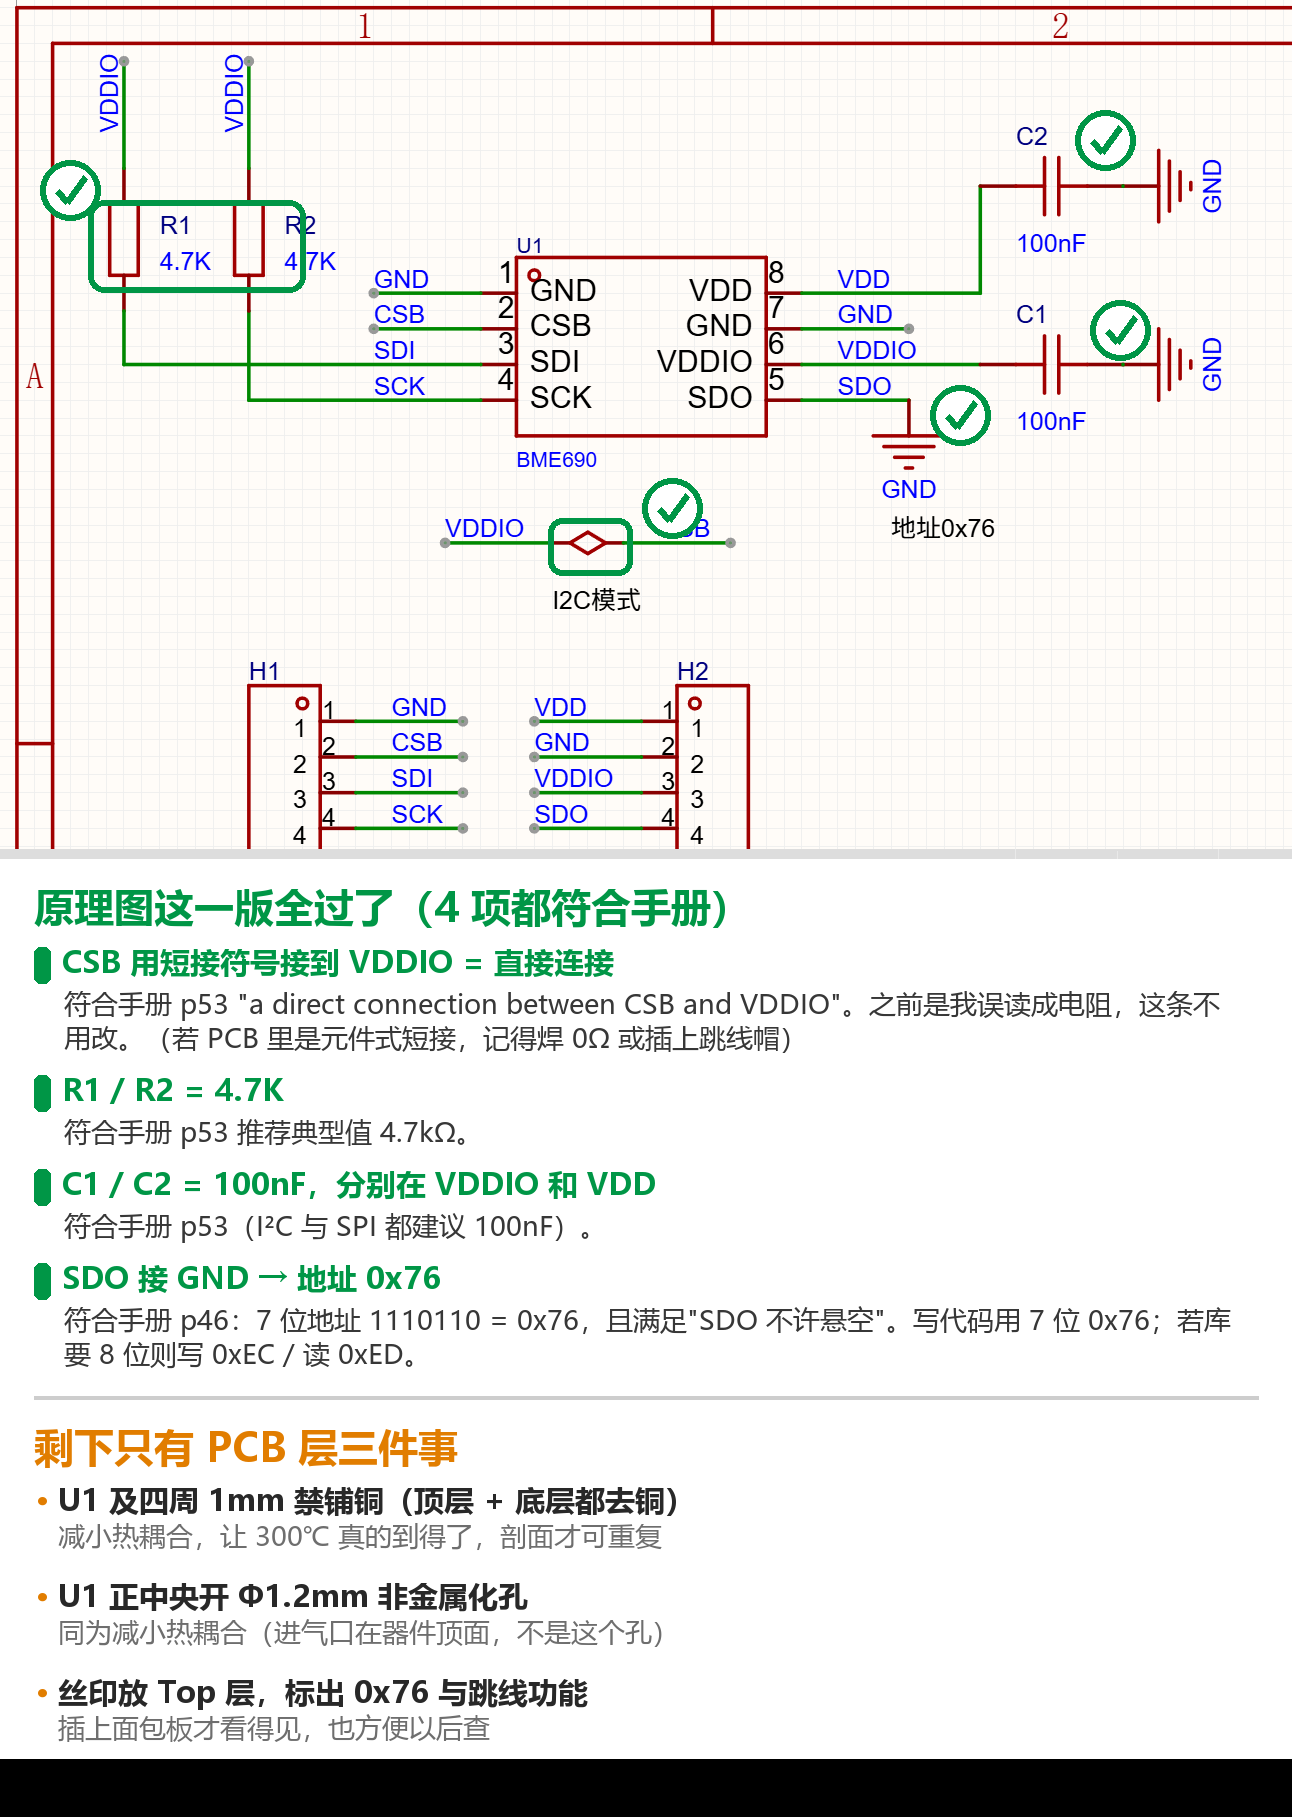 1
2
VDDIO
VDDIO
R1
4.7K
R2
4.7K
A
C2
100nF
GND
C1
100nF
GND
U1
GND
CSB
SDI
SCK
1
2
3
4
GND
CSB
SDI
SCK
VDD
GND
VDDIO
SDO
8
7
6
5
VDD
GND
VDDIO
SDO
BME690
GND
地址0x76
VDDIO
B
I2C模式
H1
1
2
3
4
1
2
3
4
GND
CSB
SDI
SCK
H2
VDD
GND
VDDIO
SDO
1
2
3
4
1
2
3
4
原理图这一版全过了（4 项都符合手册）
CSB 用短接符号接到 VDDIO = 直接连接
符合手册 p53 "a direct connection between CSB and VDDIO"。之前是我误读成电阻，这条不
用改。（若 PCB 里是元件式短接，记得焊 0Ω 或插上跳线帽）
R1 / R2 = 4.7K
符合手册 p53 推荐典型值 4.7kΩ。
C1 / C2 = 100nF，分别在 VDDIO 和 VDD
符合手册 p53（I²C 与 SPI 都建议 100nF）。
SDO 接 GND → 地址 0x76
符合手册 p46：7 位地址 1110110 = 0x76，且满足"SDO 不许悬空"。写代码用 7 位 0x76；若库
要 8 位则写 0xEC / 读 0xED。
剩下只有 PCB 层三件事
• U1 及四周 1mm 禁铺铜（顶层 + 底层都去铜）
减小热耦合，让 300℃ 真的到得了，剖面才可重复
• U1 正中央开 Φ1.2mm 非金属化孔
同为减小热耦合（进气口在器件顶面，不是这个孔）
• 丝印放 Top 层，标出 0x76 与跳线功能
插上面包板才看得见，也方便以后查